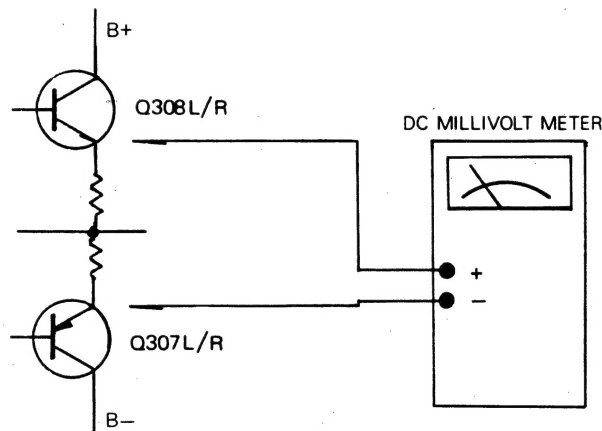 B+
Q308L/R
DC MILLIVOLT METER
+
−
Q307L/R
B−